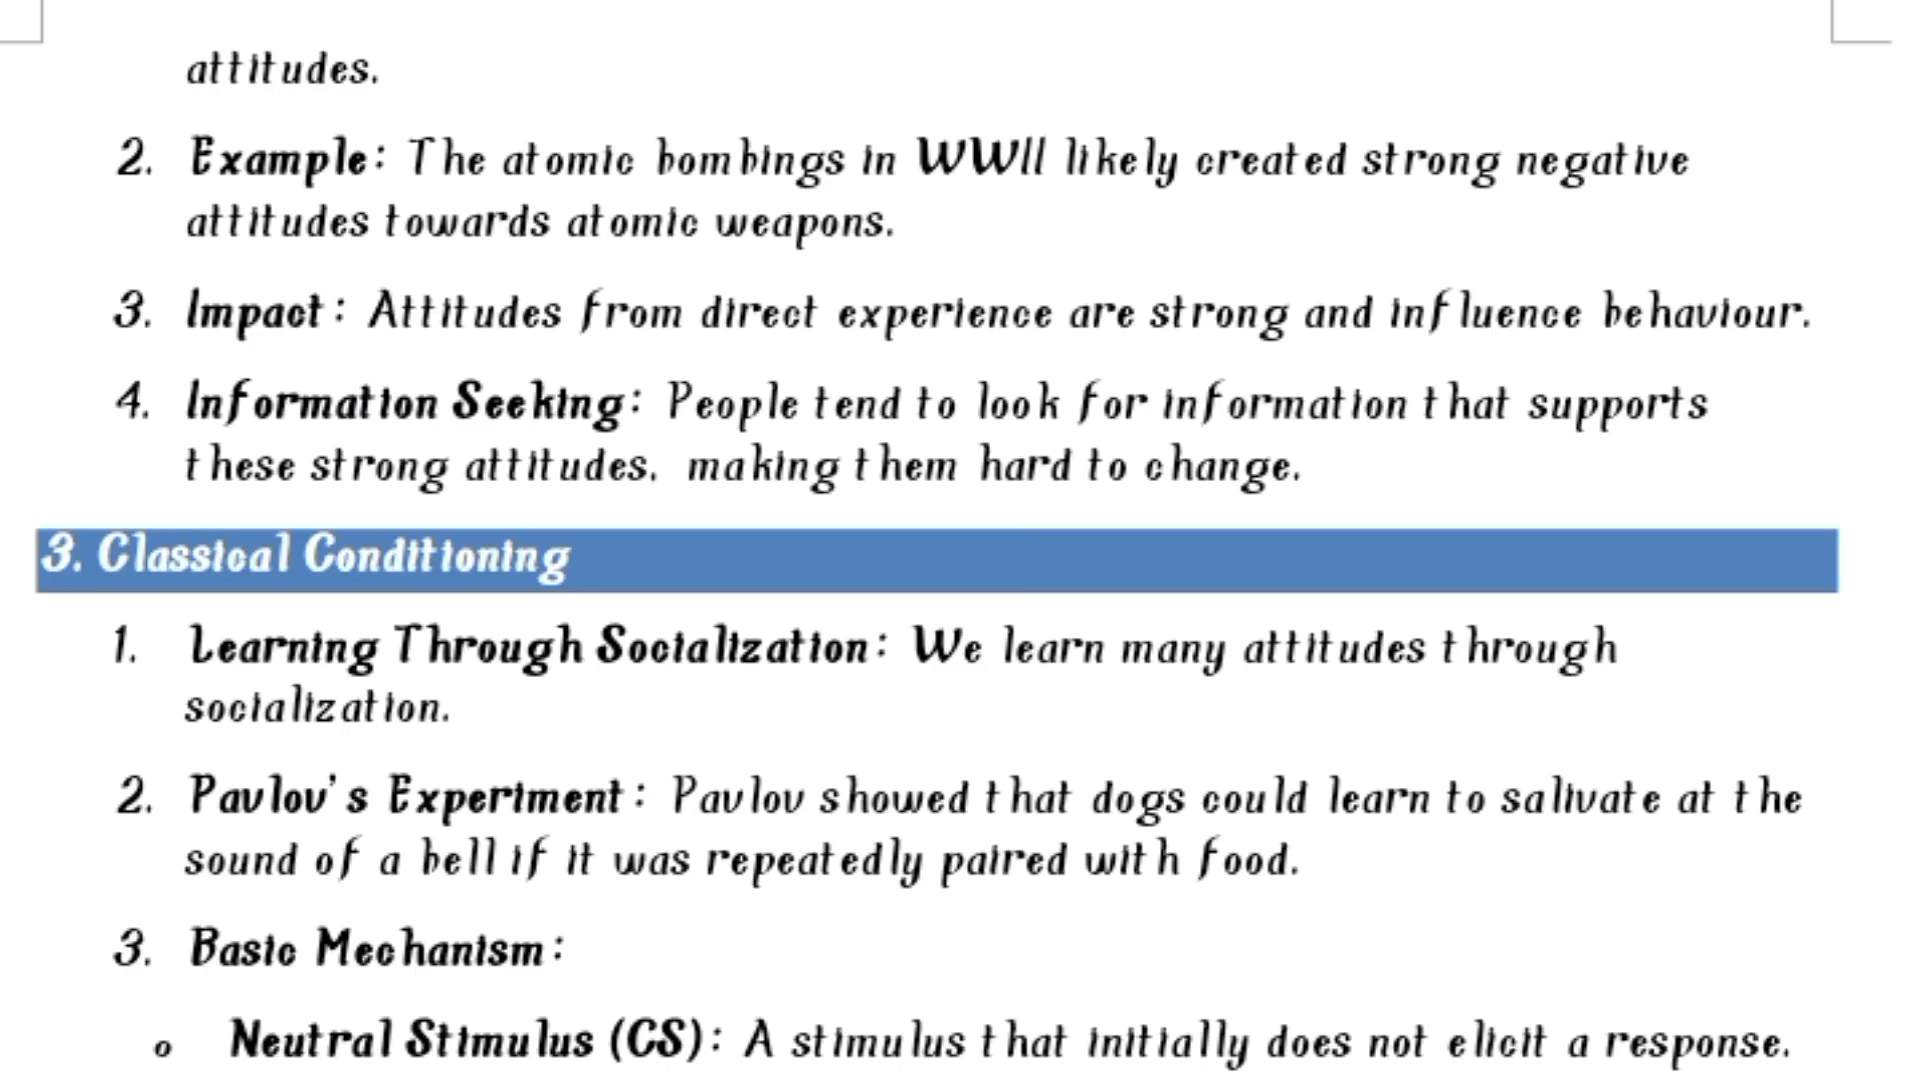 attitudes.
2. Example: The atomic bombings in WWII likely created strong negative
attitudes towards atomic weapons.
3. Impact: Attitudes from direct experience are strong and influence behaviour.
4. Information Seeking: People tend to look for information that supports
these strong attitudes, making them hard to change.
3. Classical Conditioning
1. Learning Through Socialization: We learn many attitudes through
socialization.
2. Pavlov's Experiment: Pavlov showed that dogs could learn to salivate at the
sound of a bell if it was repeatedly paired with food.
3. Basic Mechanism:
o Neutral Stimulus (CS): A stimulus that initially does not elicit a response.